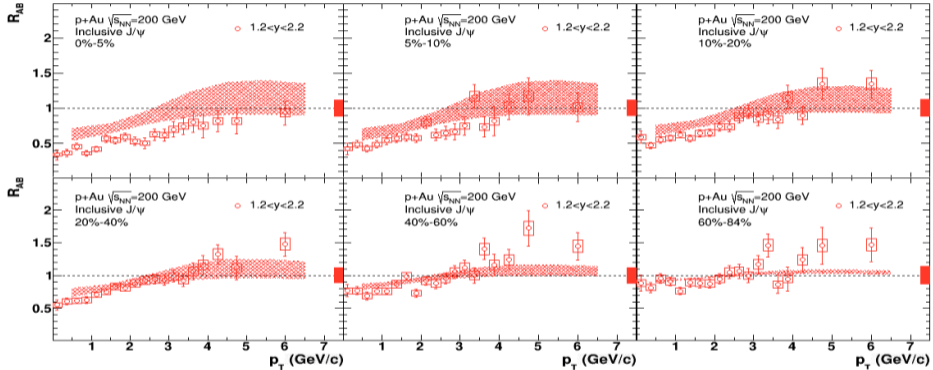 R_AB
p+Au √s_NN=200 GeV
Inclusive J/ψ
0%-5%
1.2<y<2.2
p+Au √s_NN=200 GeV
Inclusive J/ψ
5%-10%
1.2<y<2.2
p+Au √s_NN=200 GeV
Inclusive J/ψ
10%-20%
1.2<y<2.2
2
1.5
1
0.5
R_AB
p+Au √s_NN=200 GeV
Inclusive J/ψ
20%-40%
1.2<y<2.2
p+Au √s_NN=200 GeV
Inclusive J/ψ
40%-60%
1.2<y<2.2
p+Au √s_NN=200 GeV
Inclusive J/ψ
60%-84%
1.2<y<2.2
2
1.5
1
0.5
1 2 3 4 5 6 7
1 2 3 4 5 6 7
1 2 3 4 5 6 7
p_T (GeV/c)
p_T (GeV/c)
p_T (GeV/c)